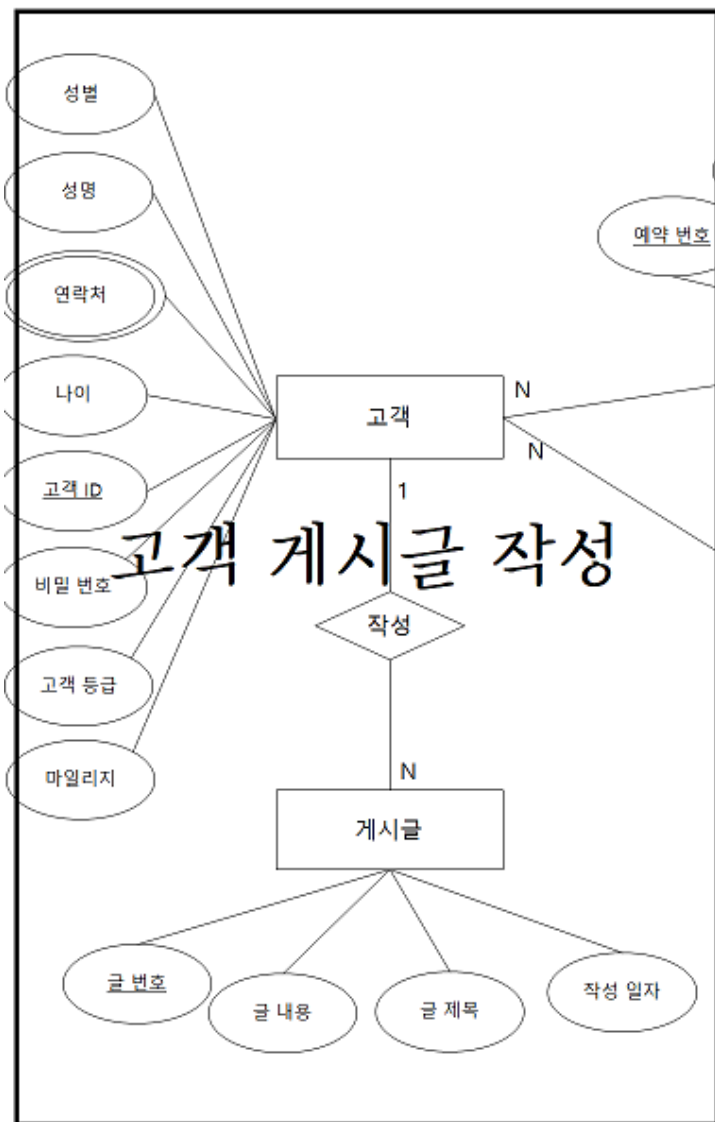 성별
성명
예약 번호
연락처
나이
고객
N
N
고객 ID
1
고객 게시글 작성
비밀 번호
작성
고객 등급
마일리지
N
게시글
글 번호
글 내용
글 제목
작성 일자